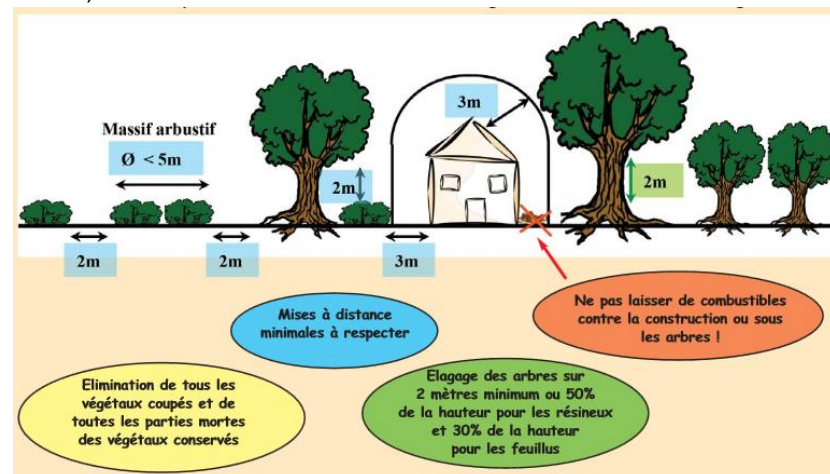 3m
Massif arbustif
Ø < 5m
2m
2m
2m
2m
3m
Mises à distance
minimales à respecter
Ne pas laisser de combustibles
contre la construction ou sous
les arbres !
Elimination de tous les
végétaux coupés et de
toutes les parties mortes
des végétaux conservés
Elagage des arbres sur
2 mètres minimum ou 50%
de la hauteur pour les résineux
et 30% de la hauteur
pour les feuillus